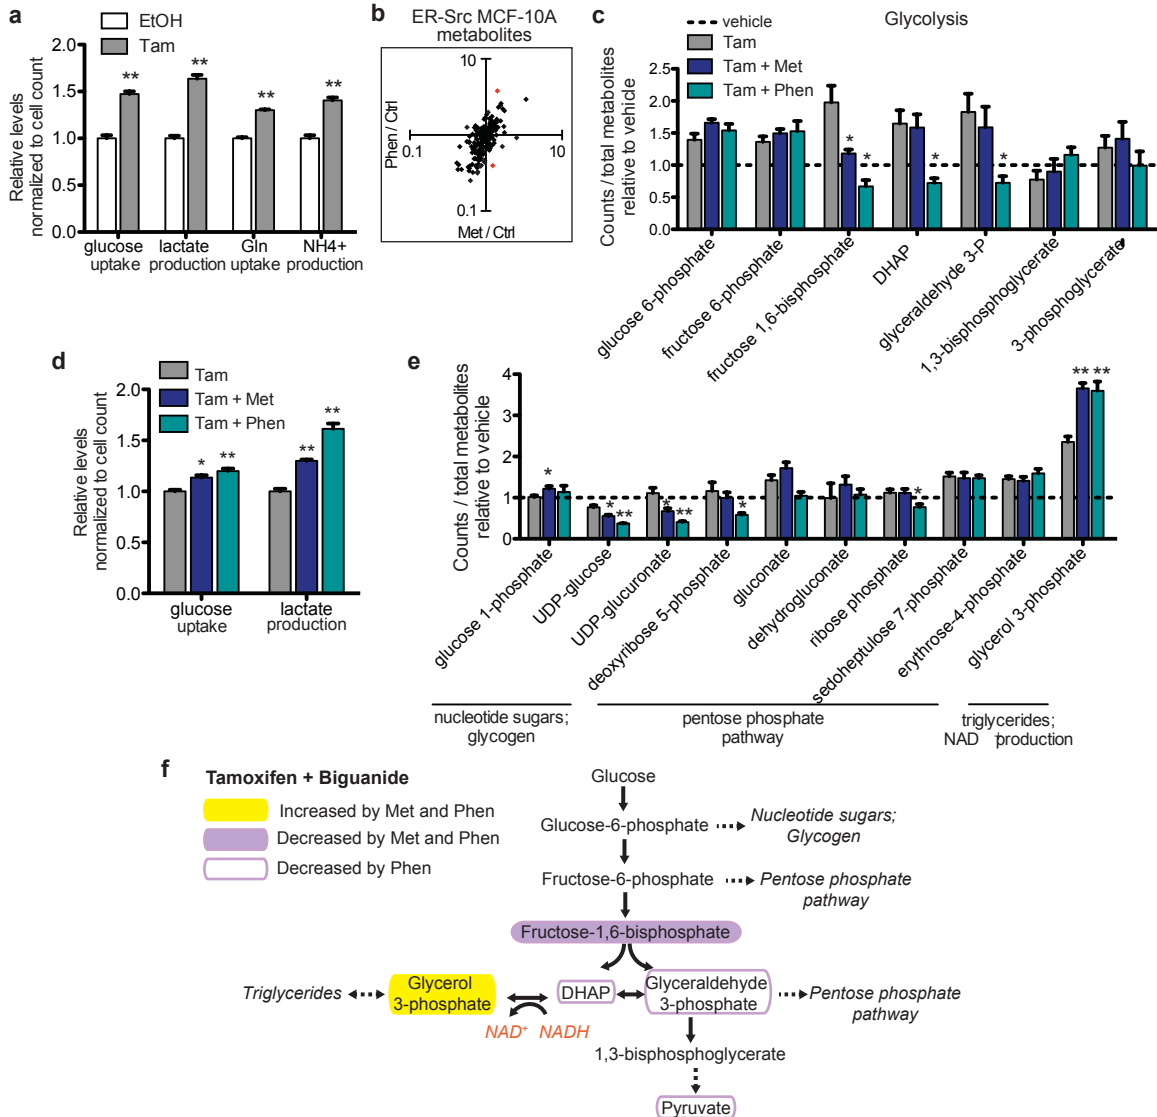 a
EtOH
Tam
Relative levels
normalized to cell count
2.0
1.5
1.0
0.5
0.0
** ** ** **
glucose uptake
lactate production
Gln uptake
NH4+ production
b
ER-Src MCF-10A
metabolites
10
0.1
10
0.1
Phen / Ctrl
Met / Ctrl
c
Glycolysis
vehicle
Tam
Tam + Met
Tam + Phen
Counts / total metabolites
relative to vehicle
2.5
2.0
1.5
1.0
0.5
0.0
* * * *
glucose 6-phosphate
fructose 6-phosphate
fructose 1,6-bisphosphate
DHAP
glyceraldehyde 3-P
1,3-bisphosphoglycerate
3-phosphoglycerate
d
Tam
Tam + Met
Tam + Phen
Relative levels
normalized to cell count
2.0
1.5
1.0
0.5
0.0
* ** ** **
glucose
uptake
lactate
production
e
Counts / total metabolites
relative to vehicle
4
3
2
1
0
* * ** * ** * * ** **
glucose 1-phosphate
UDP-glucose
UDP-glucuronate
deoxyribose 5-phosphate
gluconate
dehydrogluconate
ribose phosphate
sedoheptulose 7-phosphate
erythrose-4-phosphate
glycerol 3-phosphate
nucleotide sugars;
glycogen
pentose phosphate
pathway
triglycerides;
NAD+ production
f
Tamoxifen + Biguanide
Increased by Met and Phen
Decreased by Met and Phen
Decreased by Phen
Glucose
Glucose-6-phosphate
Nucleotide sugars;
Glycogen
Fructose-6-phosphate
Pentose phosphate
pathway
Fructose-1,6-bisphosphate
Triglycerides
Glycerol
3-phosphate
DHAP
Glyceraldehyde
3-phosphate
Pentose phosphate
pathway
NAD+ NADH
1,3-bisphosphoglycerate
Pyruvate